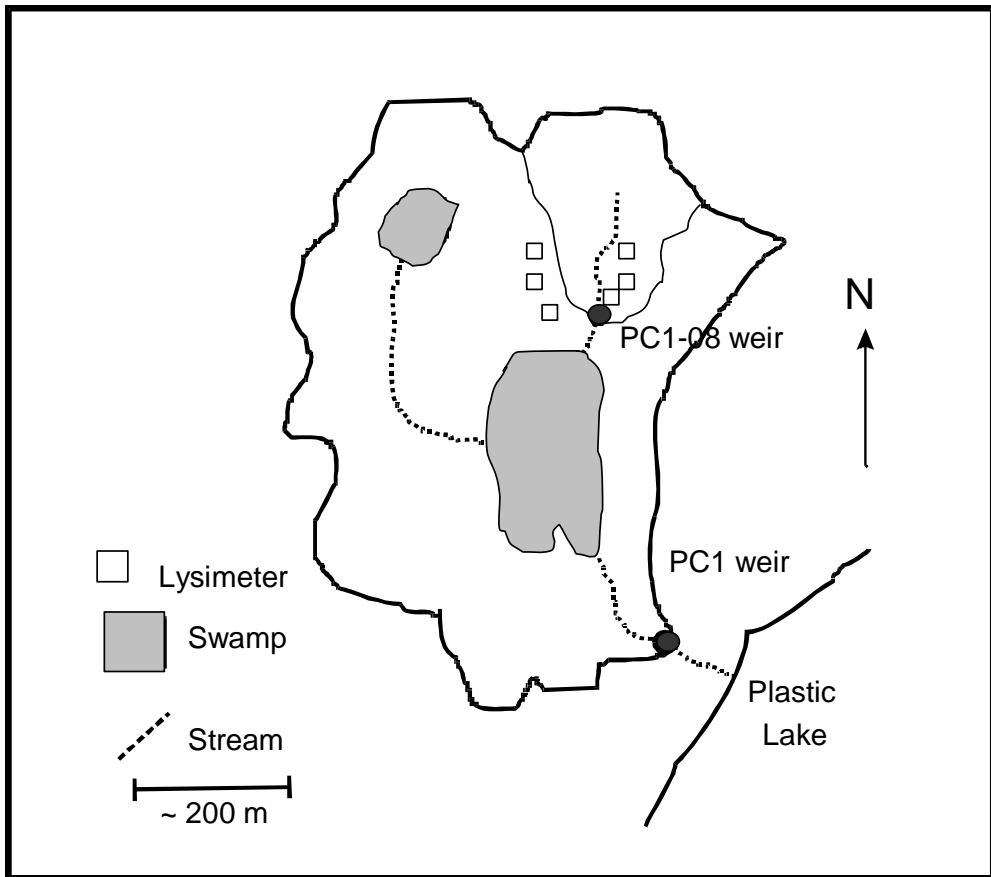 N
PC1-08 weir
PC1 weir
Lysimeter
Swamp
Plastic
Lake
Stream
~ 200 m